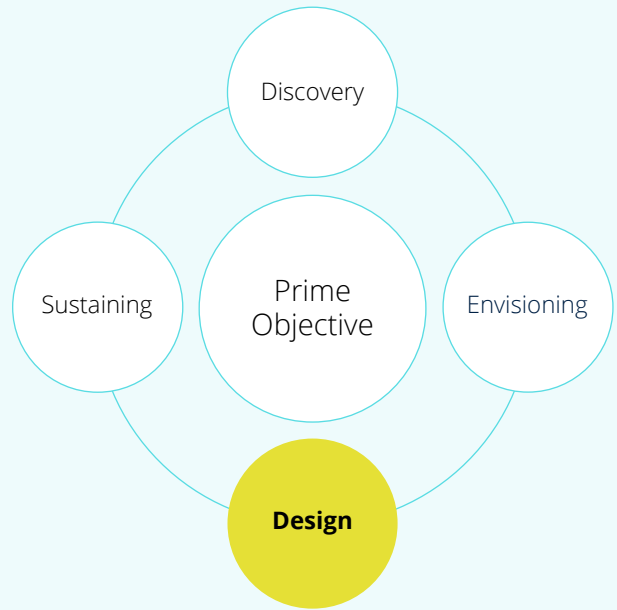 Discovery
Sustaining
Prime
Objective
Envisioning
Design